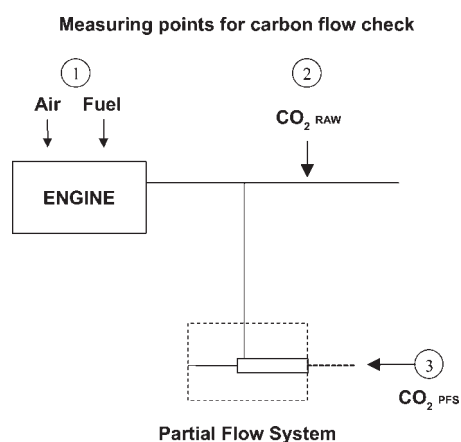 Measuring points for carbon flow check
1
2
Air Fuel
CO2 RAW
ENGINE
3
CO2 PFS
Partial Flow System